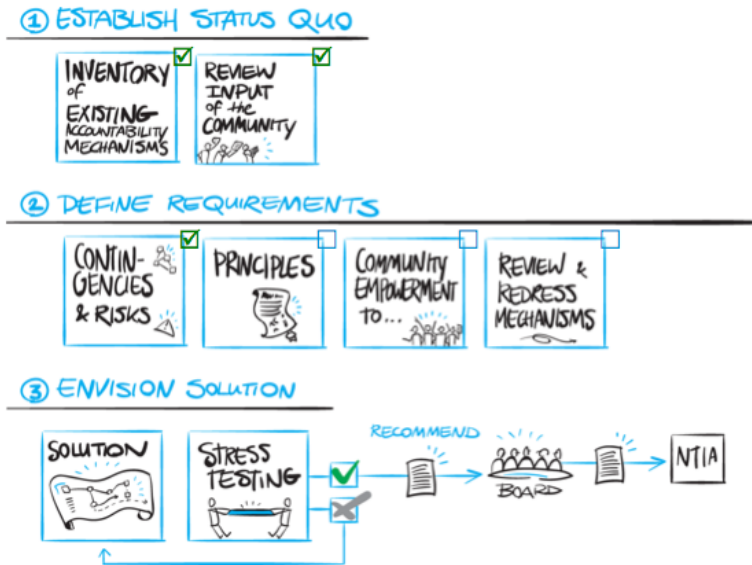 ① ESTABLISH STATUS QUO
INVENTORY
of
EXISTING
ACCOUNTABILITY
MECHANISMS
REVIEW
INPUT
of the
COMMUNITY
② DEFINE REQUIREMENTS
CONTIN-
GENCIES
& RISKS
PRINCIPLES
COMMUNITY
EMPOWERMENT
TO...
REVIEW &
REDRESS
MECHANISMS
③ ENVISION SOLUTION
SOLUTION
STRESS
TESTING
RECOMMEND
BOARD
NTIA